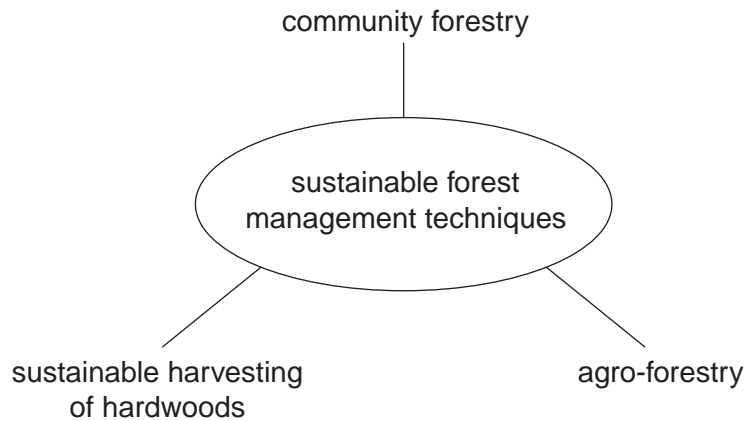 community forestry
sustainable forest
management techniques
sustainable harvesting
of hardwoods
agro-forestry